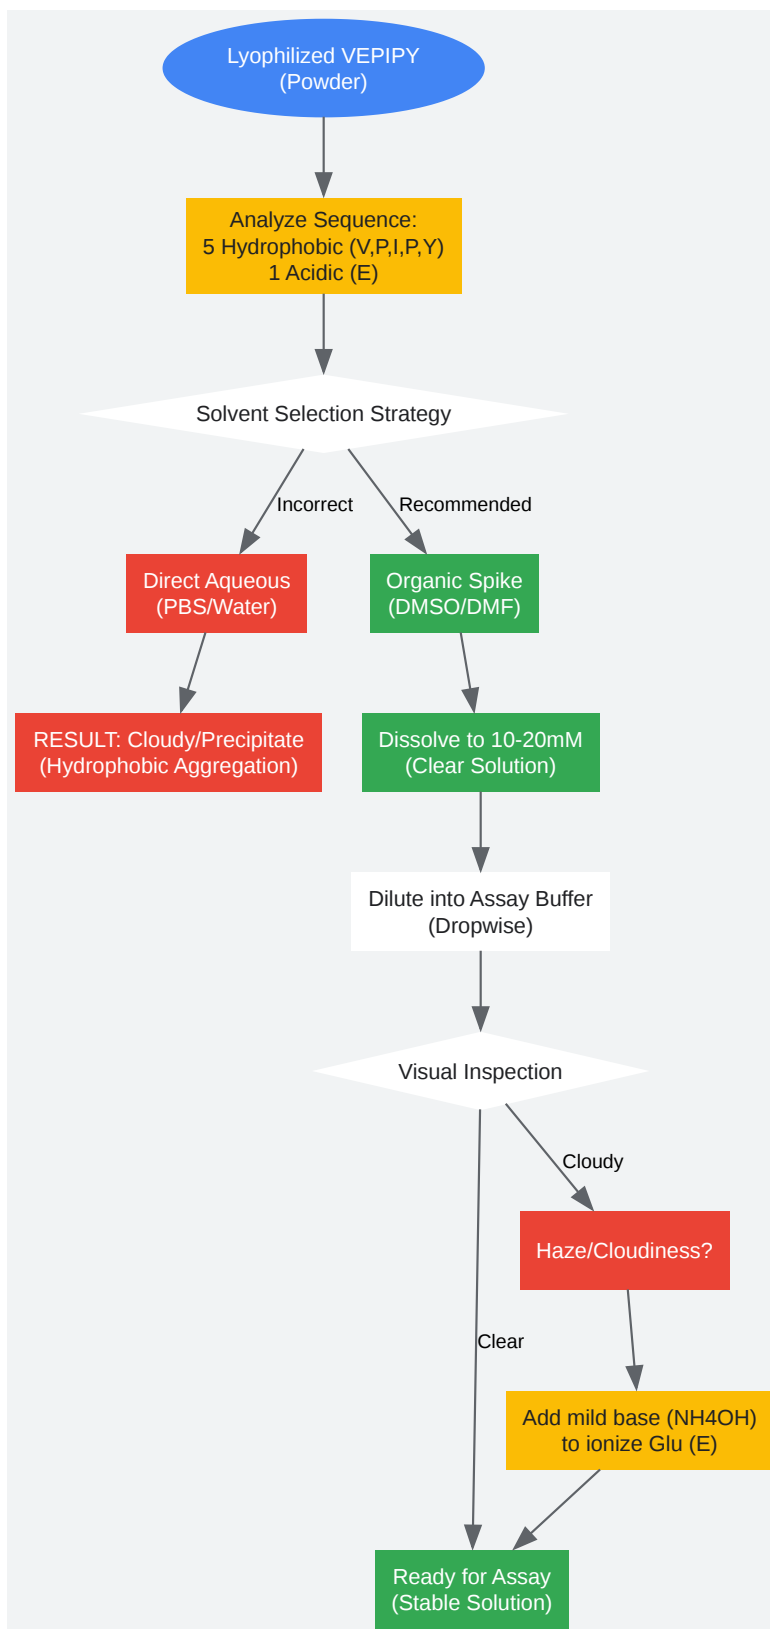 Lyophilized VEPIPY
(Powder)
Analyze Sequence:
5 Hydrophobic (V,P,I,P,Y)
1 Acidic (E)
Solvent Selection Strategy
Incorrect
Recommended
Direct Aqueous
(PBS/Water)
Organic Spike
(DMSO/DMF)
RESULT: Cloudy/Precipitate
(Hydrophobic Aggregation)
Dissolve to 10-20mM
(Clear Solution)
Dilute into Assay Buffer
(Dropwise)
Visual Inspection
Cloudy
Haze/Cloudiness?
Clear
Add mild base (NH4OH)
to ionize Glu (E)
Ready for Assay
(Stable Solution)